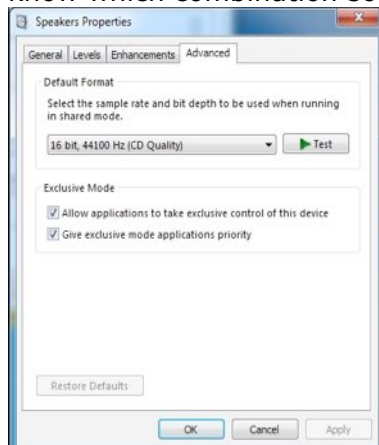 Speakers Properties
General Levels Enhancements Advanced
Default Format
Select the sample rate and bit depth to be used when running
in shared mode.
16 bit, 44100 Hz (CD Quality)
Test
Exclusive Mode
Allow applications to take exclusive control of this device
Give exclusive mode applications priority
Restore Defaults
OK Cancel Apply